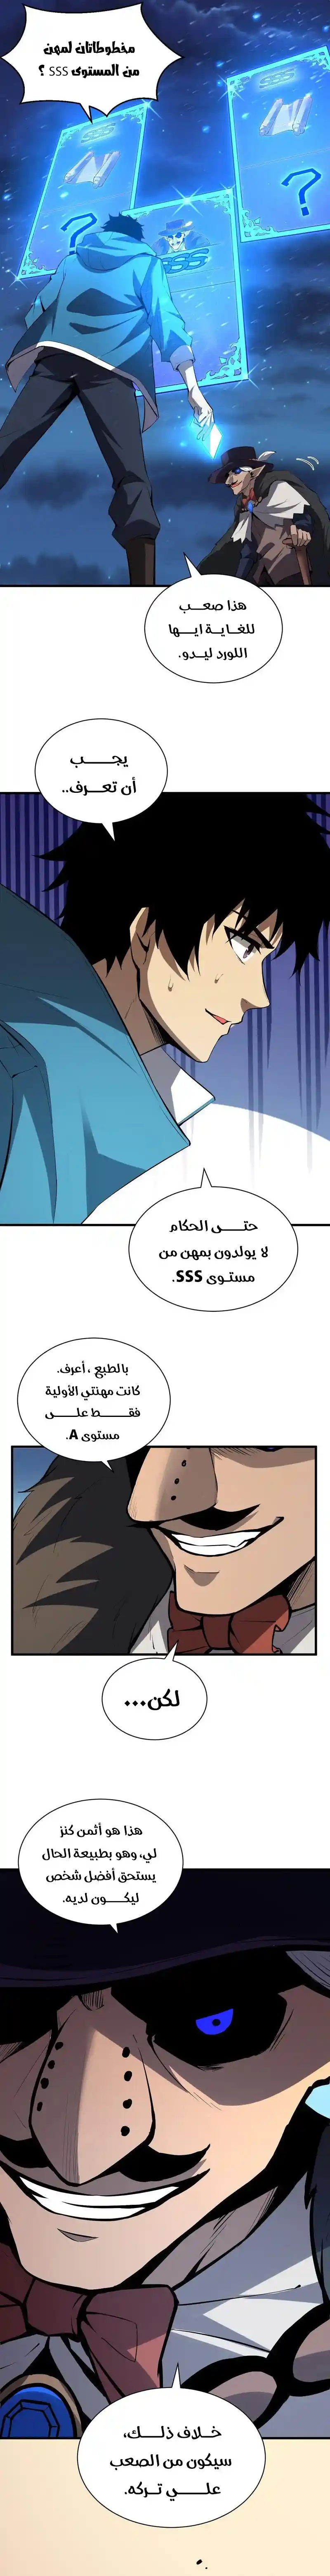 مخطوطاتان لمهن
من المستوى SSS ؟
SSS
هذا صعب
للغاية ايها
اللورد ليدو.
يجب
أن تعرف..
حتى الحكام
لا يولدون بمهن من
مستوى SSS.
بالطبع ، أعرف.
كانت مهنتي الأولية
فقط على
مستوى A.
لكن...
هذا هو أثمن كنز
لي، وهو بطبيعة الحال
يستحق أفضل شخص
ليكون لديه.
خلاف ذلك،
سيكون من الصعب
علي تركه.